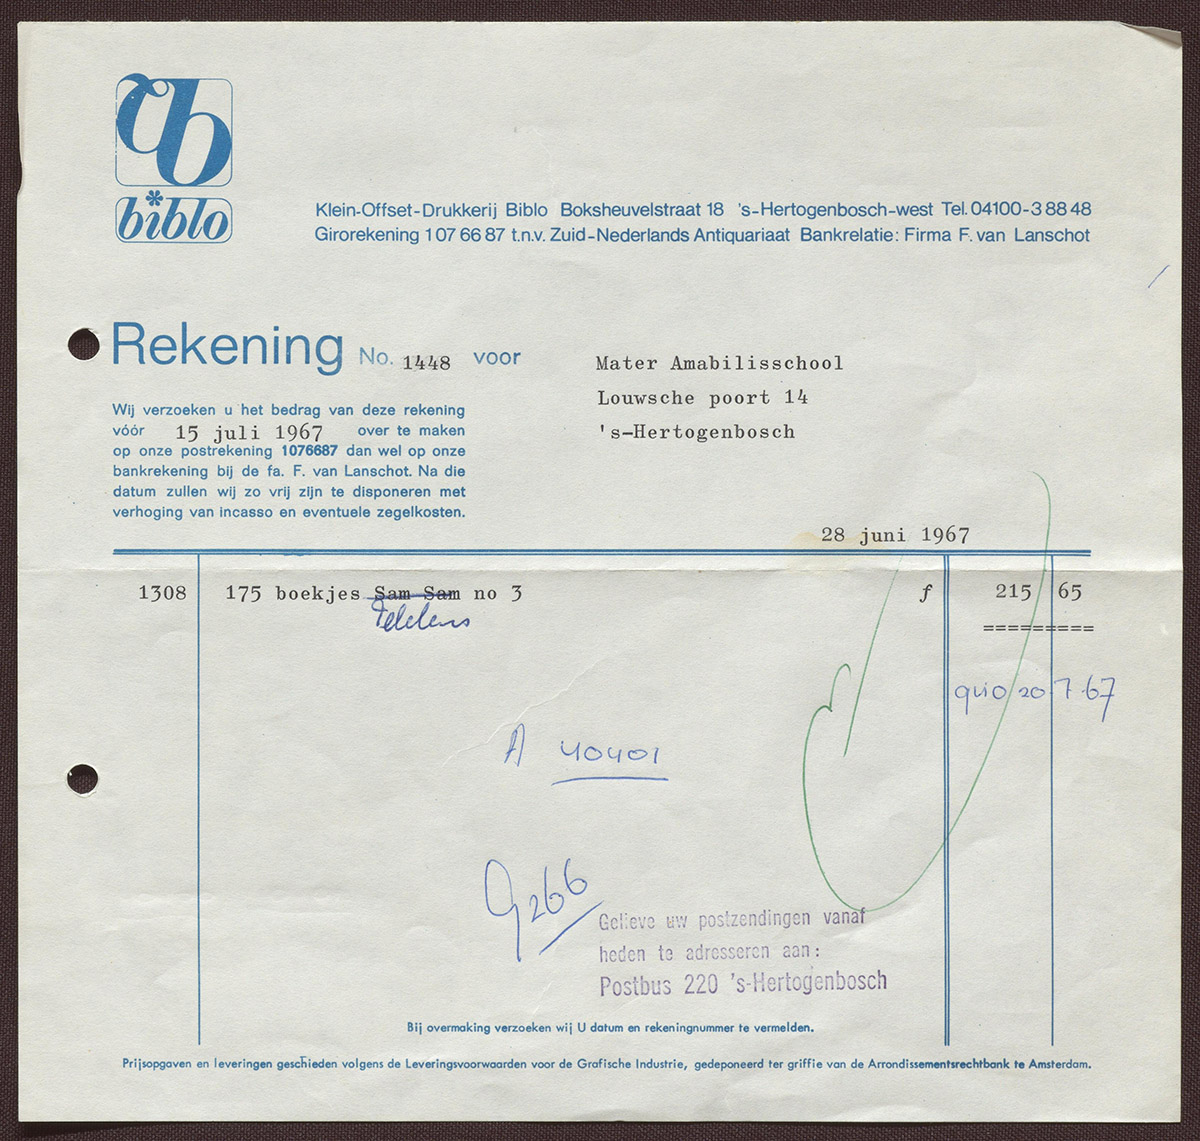 biblo
Klein-Offset-Drukkerij Biblo Boksheuvelstraat 18 's-Hertogenbosch-west Tel. 04100-3 88 48
Girorekening 1 07 66 87 t.n.v. Zuid-Nederlands Antiquariaat Bankrelatie: Firma F. van Lanschot
Rekening No. 1448 voor
Mater Amabilisschool
Louwsche poort 14
's-Hertogenbosch
Wij verzoeken u het bedrag van deze rekening
vóór 15 juli 1967 over te maken
op onze postrekening 1076687 dan wel op onze
bankrekening bij de fa. F. van Lanschot. Na die
datum zullen wij zo vrij zijn te disponeren met
verhoging van incasso en eventuele zegelkosten.
28 juni 1967
1308 175 boekjes Sam Sam no 3 f 215 65
=========
giro 20 7-67
A 40401
G266
Gelieve uw postzendingen vanaf
heden te adresseren aan:
Postbus 220 's-Hertogenbosch
Bij overmaking verzoeken wij U datum en rekeningnummer te vermelden.
Prijsopgaven en leveringen geschieden volgens de Leveringsvoorwaarden voor de Grafische Industrie, gedeponeerd ter griffie van de Arrondissementsrechtbank te Amsterdam.